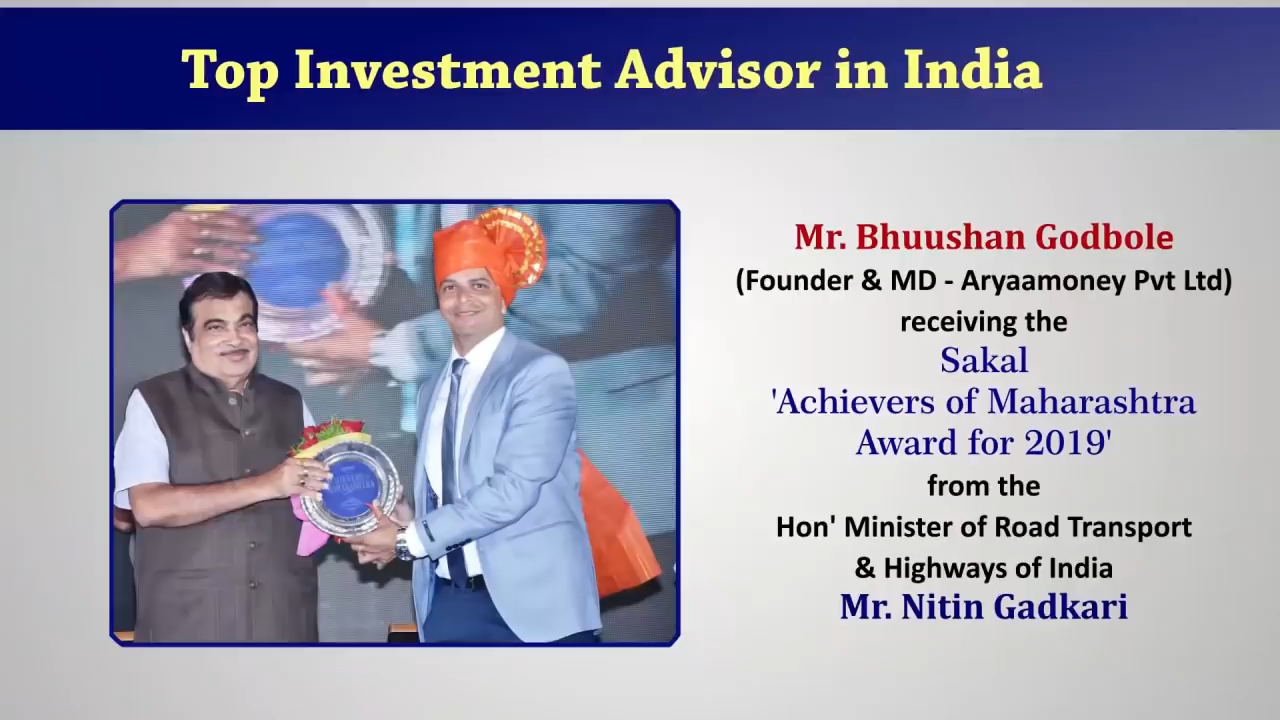 Top Investment Advisor in India
Mr. Bhuushan Godbole
(Founder & MD - Aryaamoney Pvt Ltd)
receiving the
Sakal
'Achievers of Maharashtra
Award for 2019'
from the
Hon' Minister of Road Transport
& Highways of India
Mr. Nitin Gadkari